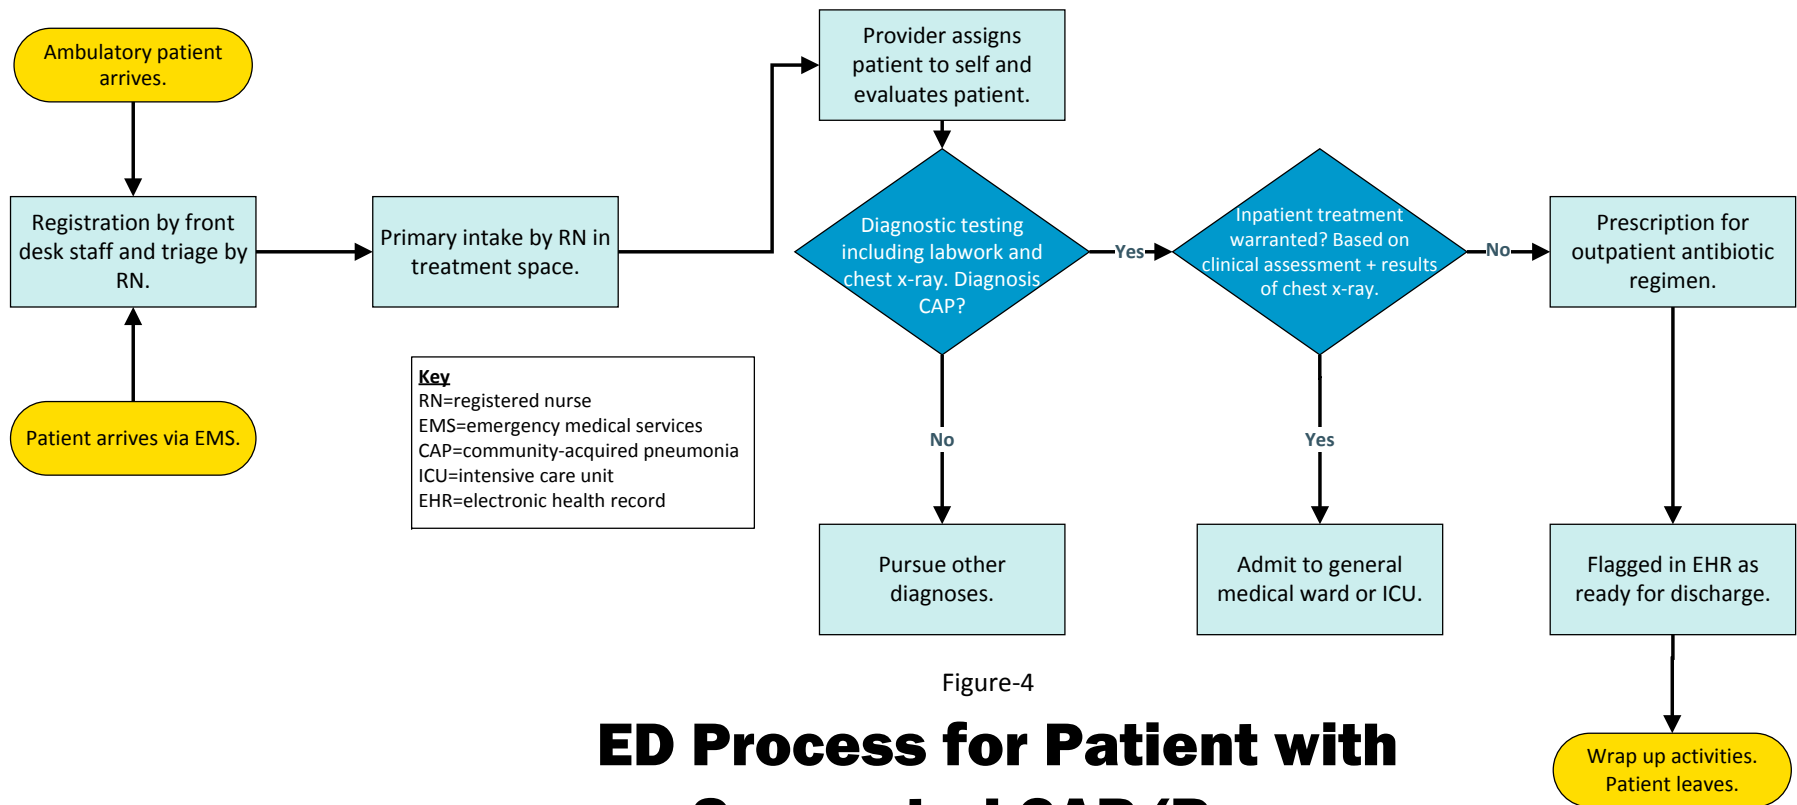 Ambulatory patient
arrives.
Registration by front
desk staff and triage by
RN.
Patient arrives via EMS.
Primary intake by RN in
treatment space.
Key
RN=registered nurse
EMS=emergency medical services
CAP=community-acquired pneumonia
ICU=intensive care unit
EHR=electronic health record
Provider assigns
patient to self and
evaluates patient.
Diagnostic testing
including labwork and
chest x-ray. Diagnosis
CAP?
Yes
No
Pursue other
diagnoses.
Inpatient treatment
warranted? Based on
clinical assessment + results
of chest x-ray.
No
Yes
Admit to general
medical ward or ICU.
Prescription for
outpatient antibiotic
regimen.
Flagged in EHR as
ready for discharge.
Wrap up activities.
Patient leaves.
Figure-4
ED Process for Patient with